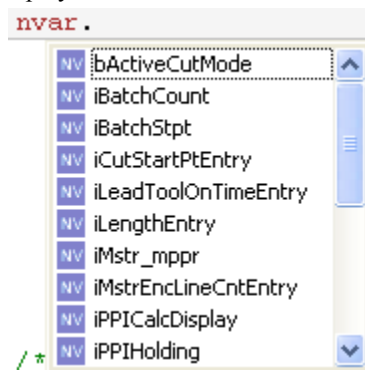 nvar.
NV bActiveCutMode
NV iBatchCount
NV iBatchStpt
NV iCutStartPtEntry
NV iLeadToolOnTimeEntry
NV iLengthEntry
NV iMstr_mppr
NV iMstrEncLineCntEntry
NV iPPICalcDisplay
NV iPPIHolding
/*